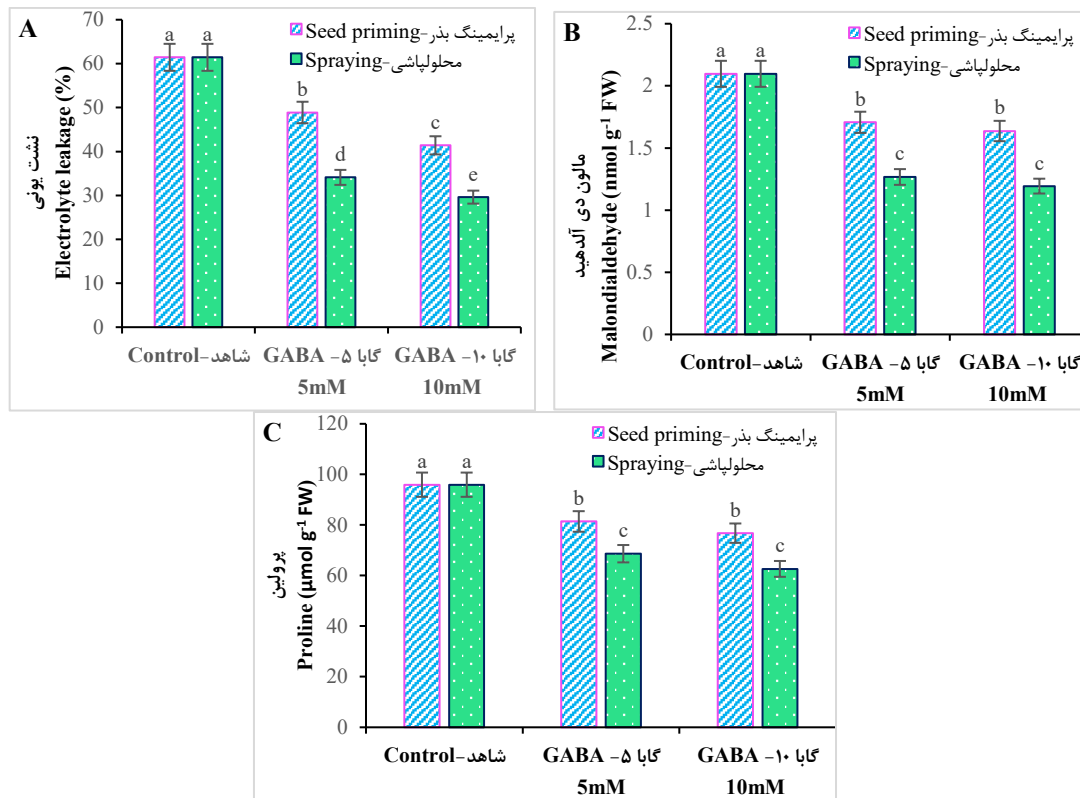 A
Seed priming-پرایمینگ بذر
Spraying-محلولپاشی
نشت یونی
Electrolyte leakage (%)
70
60
50
40
30
20
10
0
a a
b
d
c
e
Control-شاهد
GABA -۵ گابا
5mM
GABA -۱۰ گابا
10mM
B
Seed priming-پرایمینگ بذر
Spraying-محلولپاشی
مالون دی آلدهید
Malondialdehyde (nmol g⁻¹ FW)
2.5
2
1.5
1
0.5
0
a a
b
c
b
c
Control-شاهد
GABA -۵ گابا
5mM
GABA -۱۰ گابا
10mM
C
Seed priming-پرایمینگ بذر
Spraying-محلولپاشی
پرولین
Proline (µmol g⁻¹ FW)
120
100
80
60
40
20
0
a a
b
c
b
c
Control-شاهد
GABA -۵ گابا
5mM
GABA -۱۰ گابا
10mM